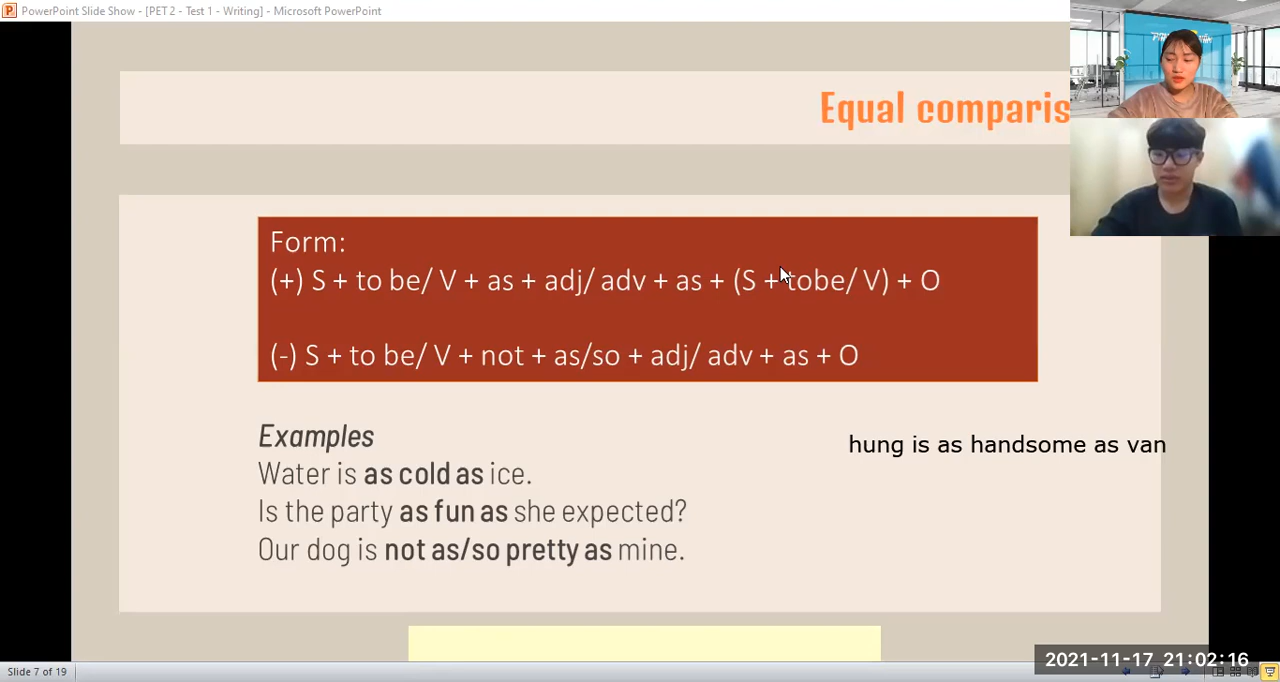 PowerPoint Slide Show - [PET 2 - Test 1 - Writing] - Microsoft PowerPoint
Equal comparis
Form:
(+) S + to be/ V + as + adj/ adv + as + (S + tobe/ V) + O
(-) S + to be/ V + not + as/so + adj/ adv + as + O
Examples
hung is as handsome as van
Water is as cold as ice.
Is the party as fun as she expected?
Our dog is not as/so pretty as mine.
2021-11-17 21:02:16
Slide 7 of 19